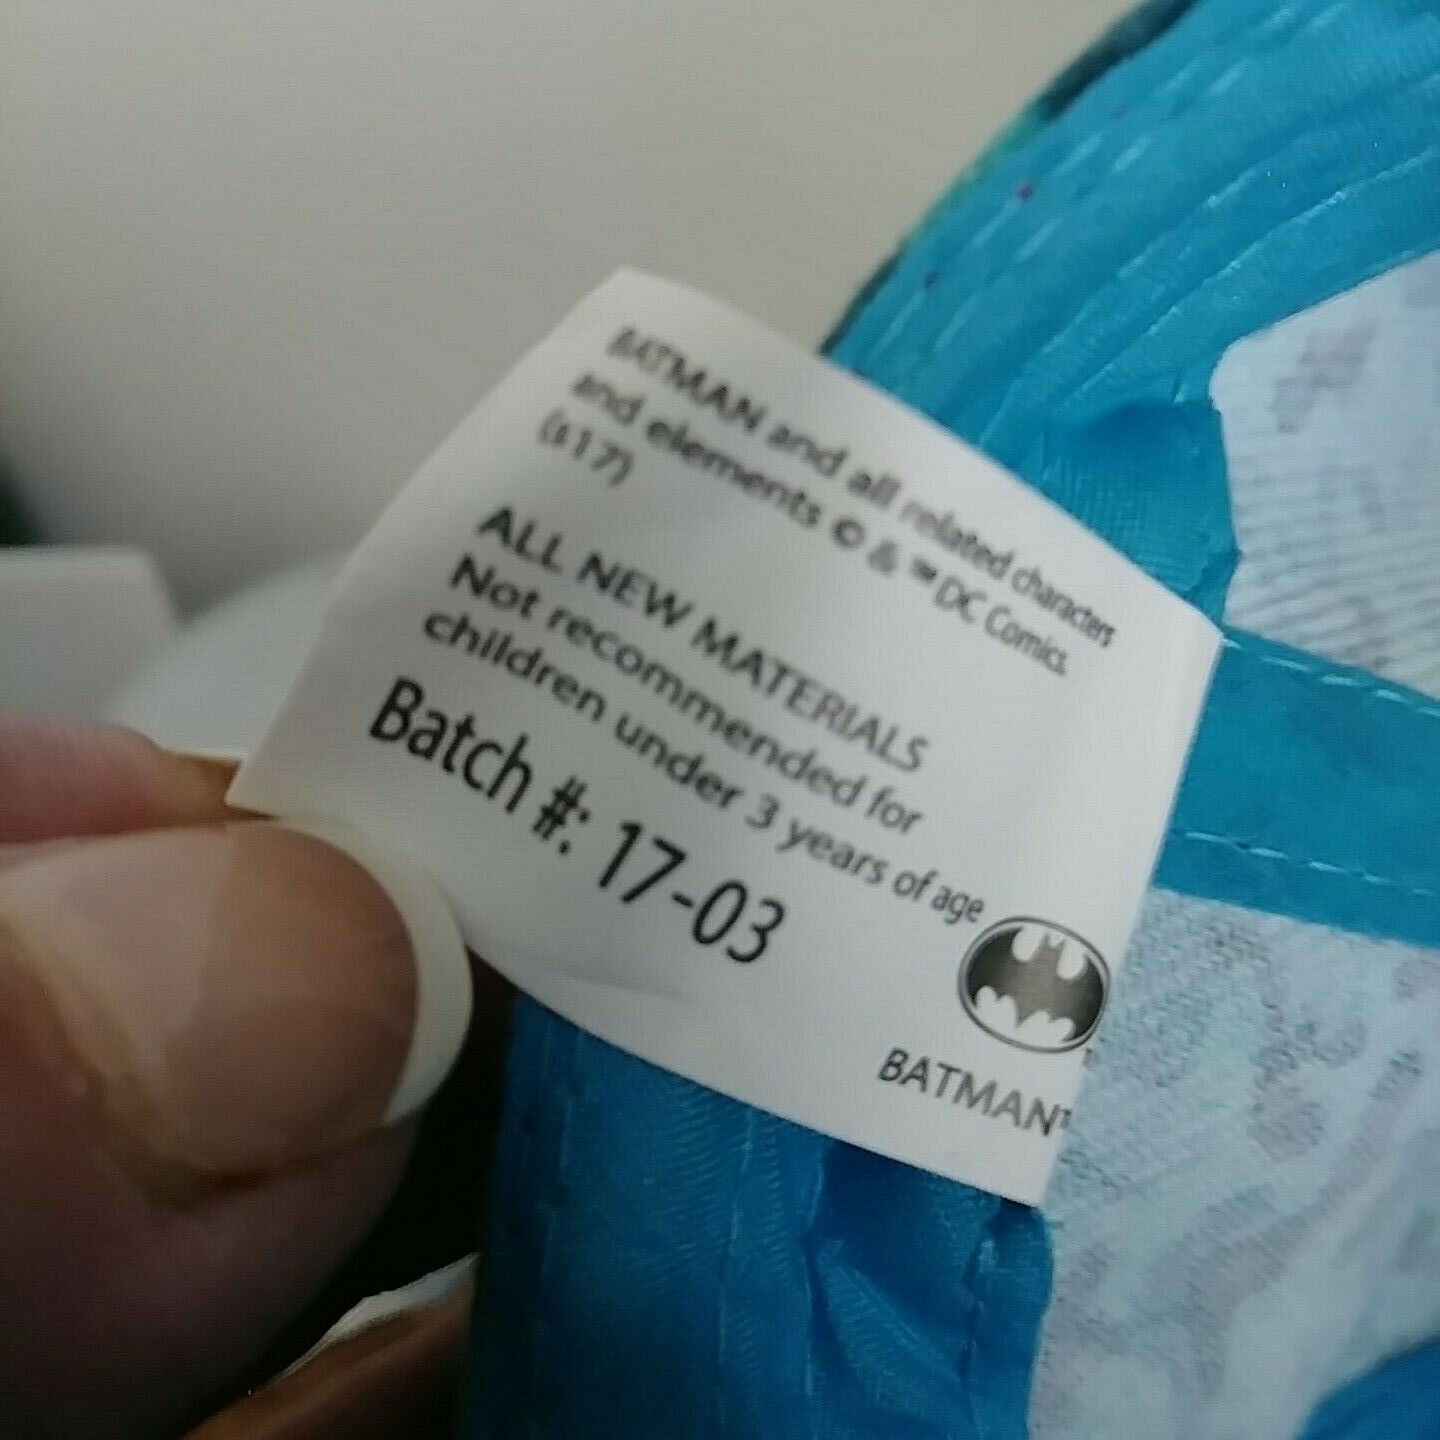 BATMAN and all related characters
and elements © & ™ DC Comics.
(s17)
ALL NEW MATERIALS
Not recommended for
children under 3 years of age
Batch #: 17-03
BATMAN™